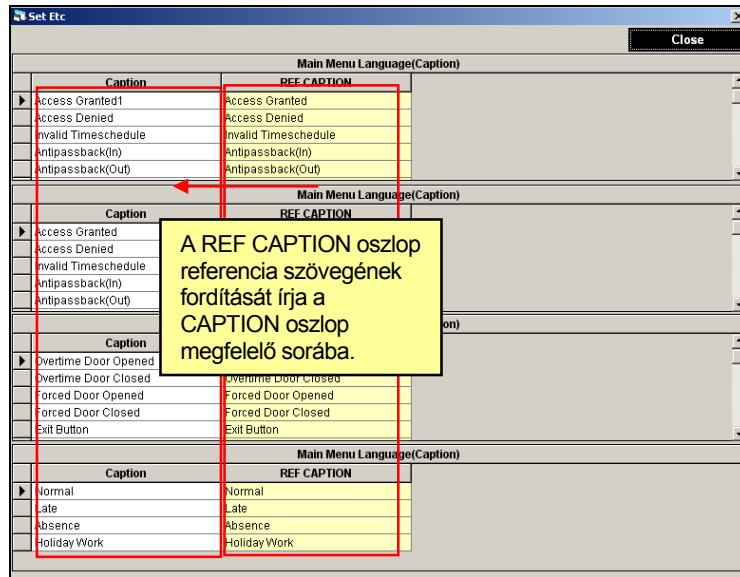 Set Etc
Close
Main Menu Language(Caption)
Caption REF CAPTION
Access Granted1 Access Granted
Access Denied Access Denied
Invalid Timeschedule Invalid Timeschedule
Antipassback(In) Antipassback(In)
Antipassback(Out) Antipassback(Out)
Main Menu Language(Caption)
Caption REF CAPTION
Access Granted
Access Denied
Invalid Timeschedule
Antipassback(In)
Antipassback(Out)
A REF CAPTION oszlop
referencia szövegének
fordítását írja a
CAPTION oszlop
megfelelő sorába.
on)
Caption
Overtime Door Opened
Overtime Door Closed Overtime Door Closed
Forced Door Opened Forced Door Opened
Forced Door Closed Forced Door Closed
Exit Button Exit Button
Main Menu Language(Caption)
Caption REF CAPTION
Normal Normal
Late Late
Absence Absence
Holiday Work Holiday Work